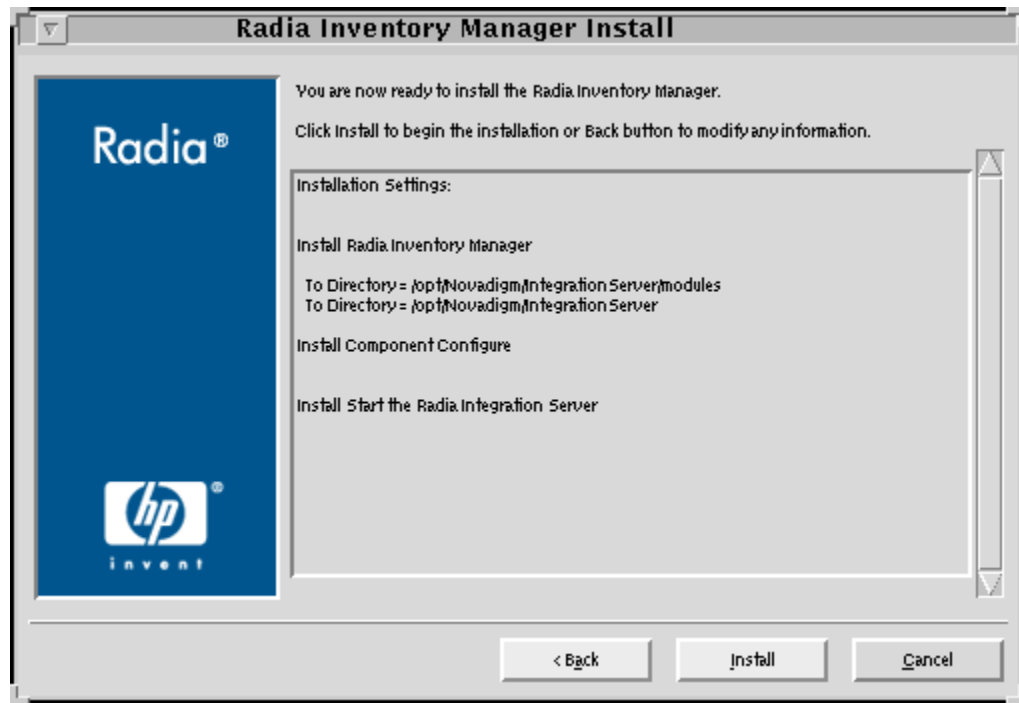 Radia Inventory Manager Install
Radia®
You are now ready to install the Radia Inventory Manager.
Click Install to begin the installation or Back button to modify any information.
Installation Settings:
Install Radia Inventory Manager
To Directory = /opt/Novadigm/IntegrationServer/modules
To Directory = /opt/Novadigm/IntegrationServer
Install Component Configure
Install Start the Radia Integration Server
hp®
invent
< Back
Install
Cancel